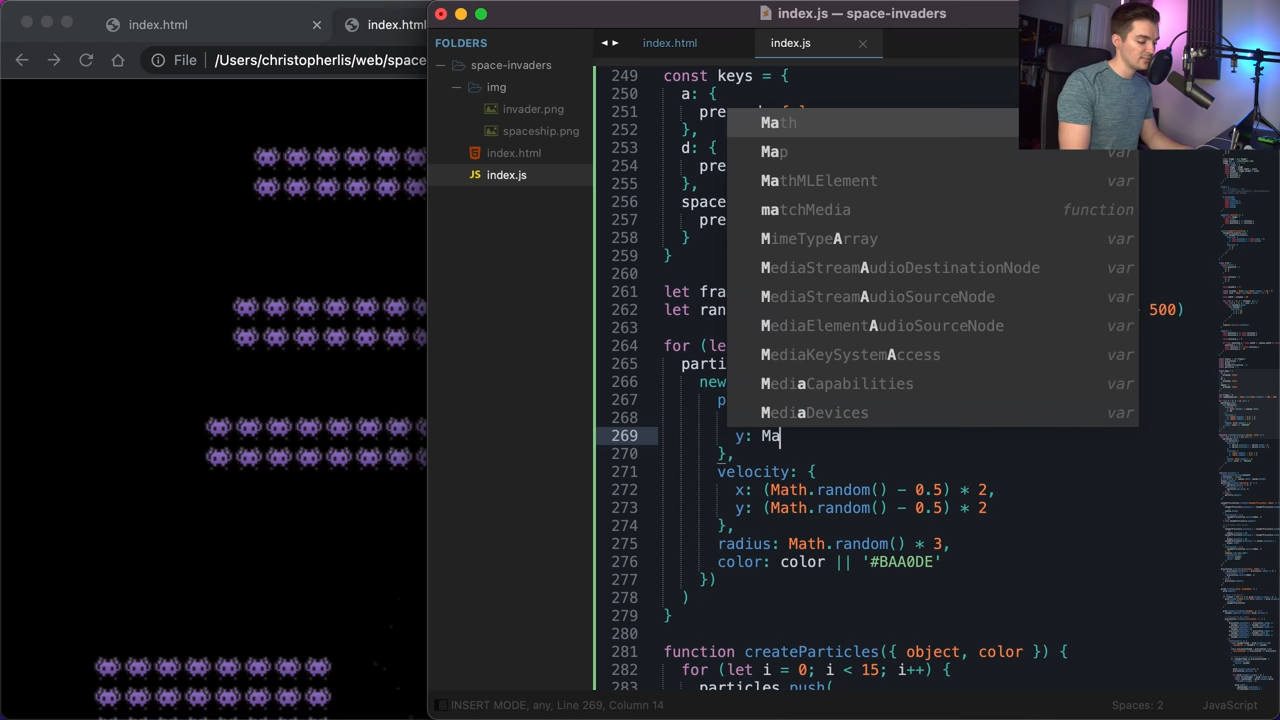 index.html
index.html
File
/Users/christopherlis/web/space
index.js — space-invaders
FOLDERS
space-invaders
img
invader.png
spaceship.png
index.html
JS index.js
index.html
index.js
249 const keys = {
250 a: {
251 pre
252 },
253 d: {
254 pre
255 },
256 space
257 pre
258 }
259 }
260
261 let fra
262 let ran 500)
263
264 for (le
265 parti
266 new
267 p
268
269 y: Ma
270 },
271 velocity: {
272 x: (Math.random() - 0.5) * 2,
273 y: (Math.random() - 0.5) * 2
274 },
275 radius: Math.random() * 3,
276 color: color || '#BAA0DE'
277 })
278 )
279 }
280
281 function createParticles({ object, color }) {
282 for (let i = 0; i < 15; i++) {
283 particles.push(
Math
Map var
MathMLElement var
matchMedia function
MimeTypeArray var
MediaStreamAudioDestinationNode var
MediaStreamAudioSourceNode var
MediaElementAudioSourceNode var
MediaKeySystemAccess var
MediaCapabilities var
MediaDevices var
INSERT MODE, any, Line 269, Column 14
Spaces: 2
JavaScript